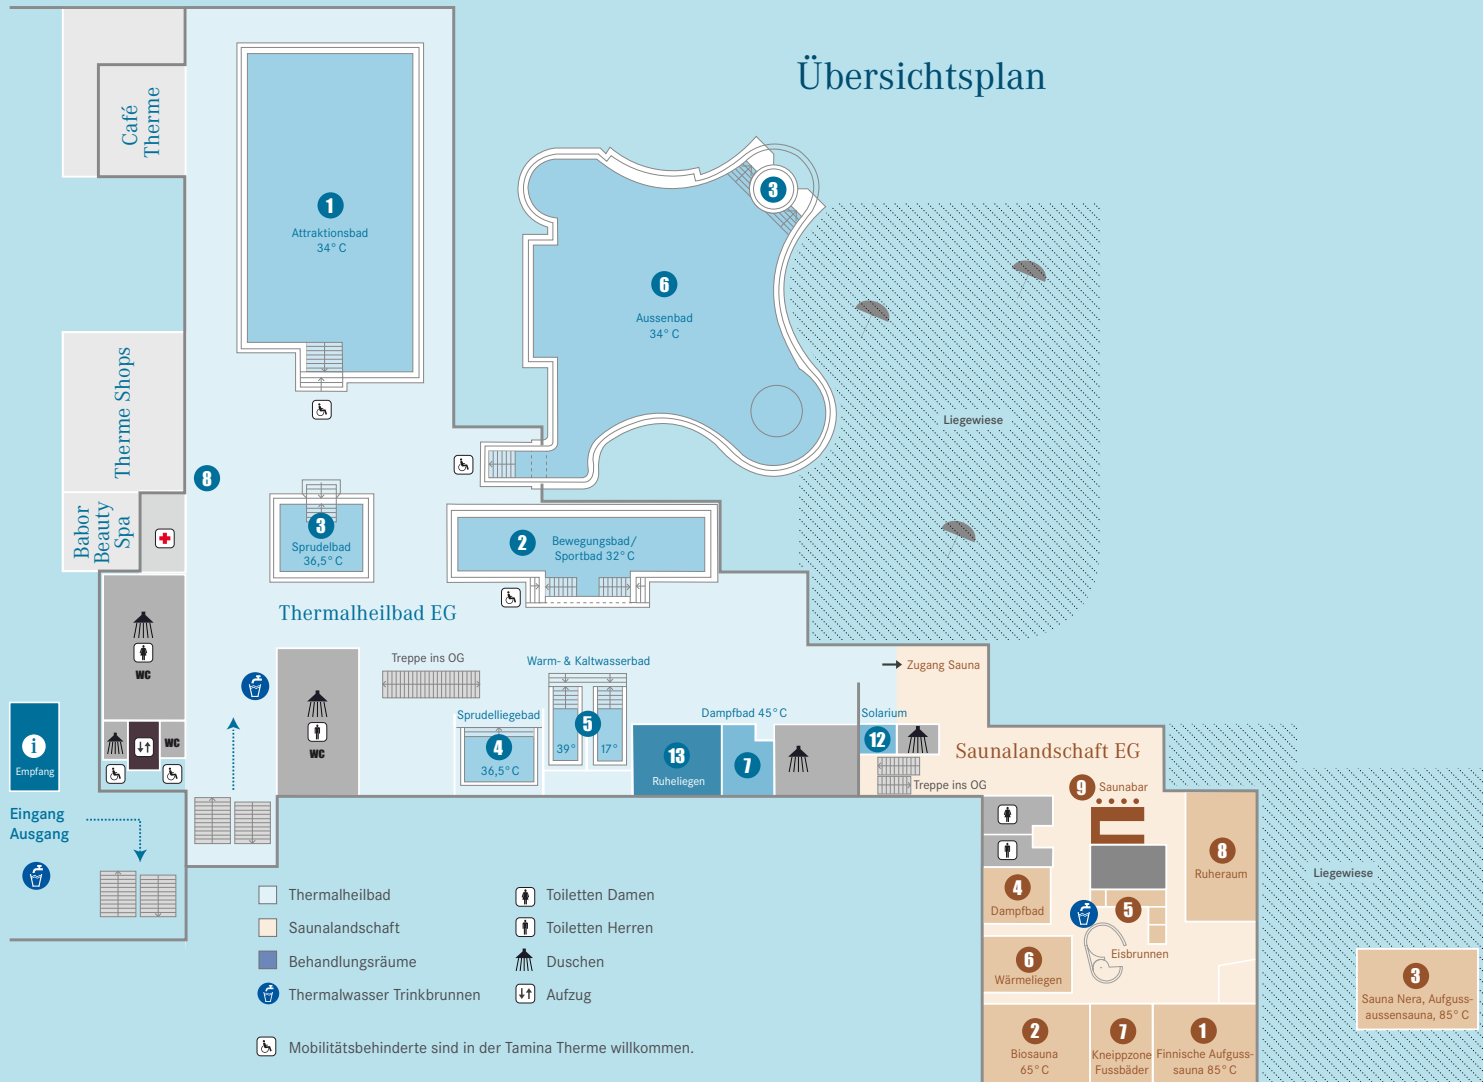 Übersichtsplan
Café
Therme
1
Attraktionsbad
34° C
3
6
Aussenbad
34° C
Liegewiese
Therme Shops
8
Babor
Beauty
Spa
3
Sprudelbad
36,5° C
2
Bewegungsbad/
Sportbad 32° C
Thermalheilbad EG
WC
WC
WC
Treppe ins OG
Warm- & Kaltwasserbad
Sprudelliegebad
4
36,5° C
5
39°
17°
Dampfbad 45° C
13
Ruheliegen
7
Zugang Sauna
Solarium
12
Saunalandschaft EG
Treppe ins OG
i
Empfang
Eingang
Ausgang
9
Saunabar
8
Ruheraum
4
Dampfbad
5
Eisbrunnen
6
Wärmeliegen
2
Biosauna
65° C
7
Kneippzone
Fussbäder
1
Finnische Aufguss-
sauna 85° C
Liegewiese
3
Sauna Nera, Aufguss-
aussensauna, 85° C
Thermalheilbad
Saunalandschaft
Behandlungsräume
Thermalwasser Trinkbrunnen
Toiletten Damen
Toiletten Herren
Duschen
Aufzug
Mobilitätsbehinderte sind in der Tamina Therme willkommen.